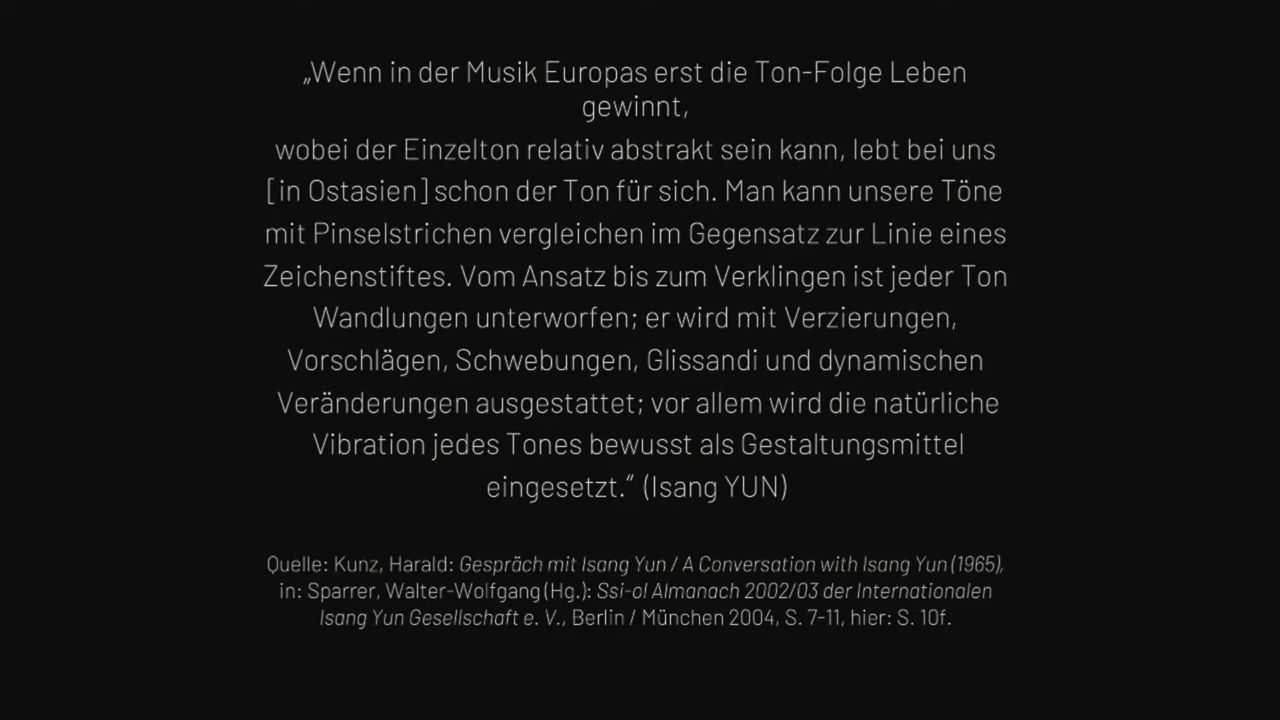 „Wenn in der Musik Europas erst die Ton-Folge Leben
gewinnt,
wobei der Einzelton relativ abstrakt sein kann, lebt bei uns
[in Ostasien] schon der Ton für sich. Man kann unsere Töne
mit Pinselstrichen vergleichen im Gegensatz zur Linie eines
Zeichenstiftes. Vom Ansatz bis zum Verklingen ist jeder Ton
Wandlungen unterworfen; er wird mit Verzierungen,
Vorschlägen, Schwebungen, Glissandi und dynamischen
Veränderungen ausgestattet; vor allem wird die natürliche
Vibration jedes Tones bewusst als Gestaltungsmittel
eingesetzt.“ (Isang YUN)
Quelle: Kunz, Harald: Gespräch mit Isang Yun / A Conversation with Isang Yun (1965),
in: Sparrer, Walter-Wolfgang (Hg.): Ssi-ol Almanach 2002/03 der Internationalen
Isang Yun Gesellschaft e. V., Berlin / München 2004, S. 7-11, hier: S. 10f.